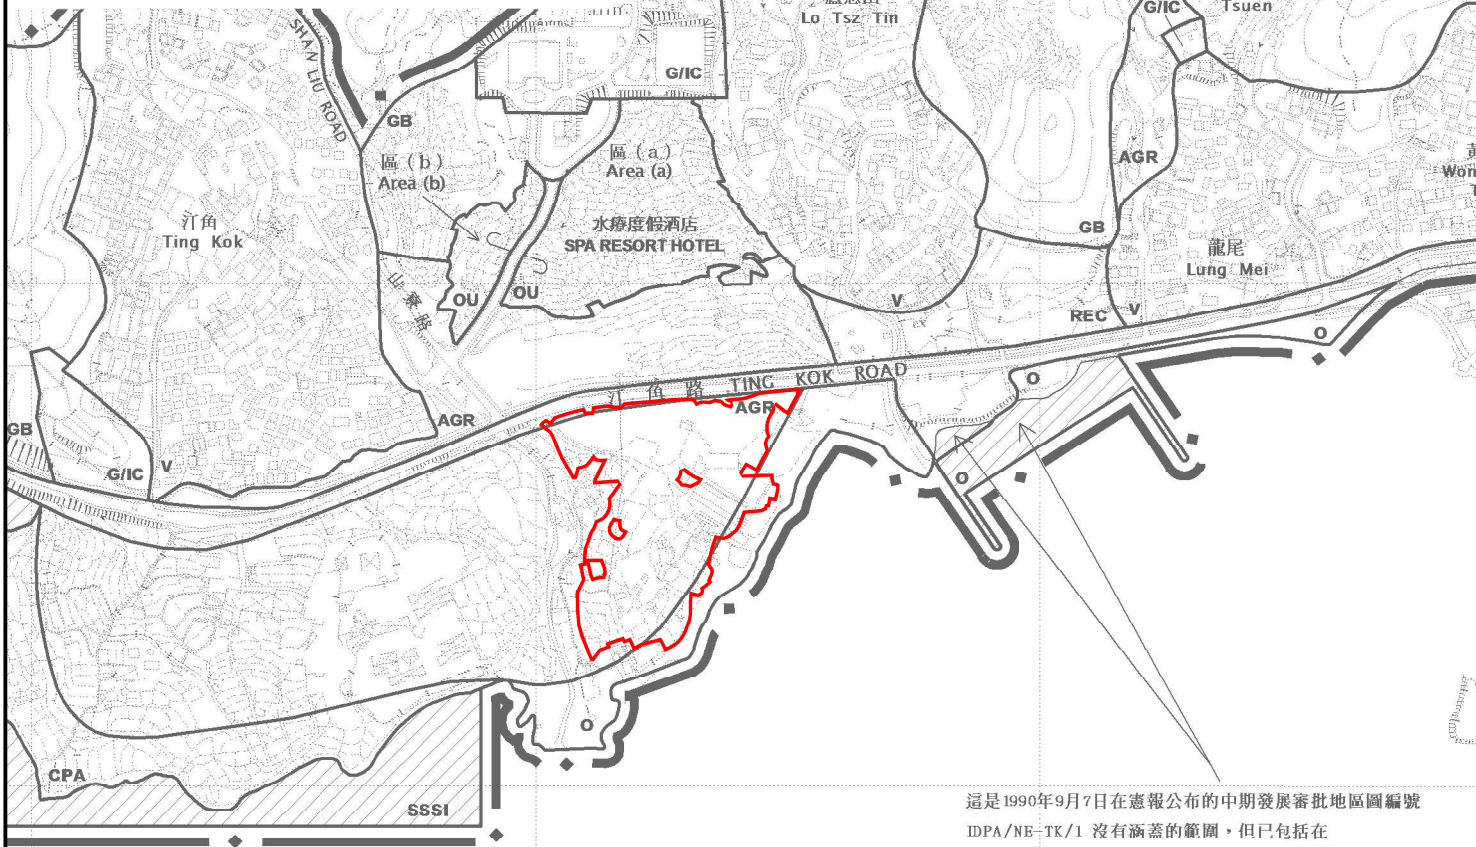 Lo Tsz Tin
G/IC
Tsuen
SHAN LIU ROAD
G/IC
GB
區 (b)
Area (b)
區 (a)
Area (a)
AGR
汀角
Ting Kok
水療度假酒店
SPA RESORT HOTEL
GB
龍尾
Lung Mei
山寮路
OU
OU
V
REC
V
O
汀角路 TING KOK ROAD
O
AGR
AGR
GB
G/IC
V
O
O
CPA
SSSI
這是1990年9月7日在憲報公布的中期發展審批地區圖編號
IDPA/NE-TK/1 沒有涵蓋的範圍，但已包括在